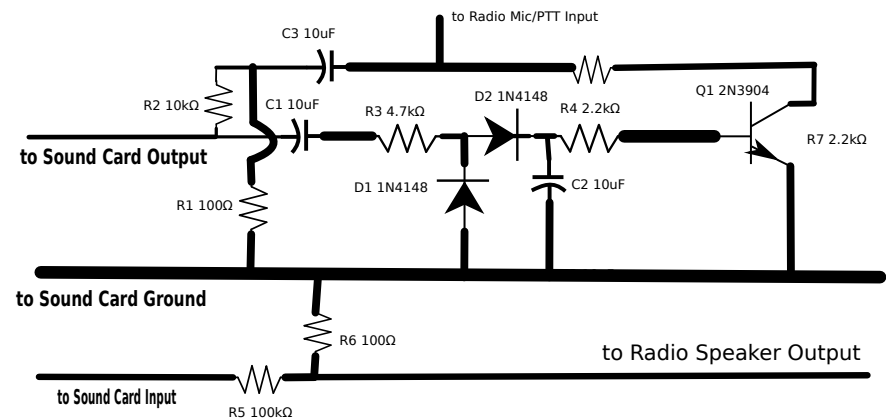 to Radio Mic/PTT Input
C3 10uF
D2 1N4148
Q1 2N3904
R2 10kΩ
C1 10uF
R3 4.7kΩ
R4 2.2kΩ
R7 2.2kΩ
to Sound Card Output
D1 1N4148
C2 10uF
R1 100Ω
to Sound Card Ground
R6 100Ω
to Radio Speaker Output
to Sound Card Input
R5 100kΩ